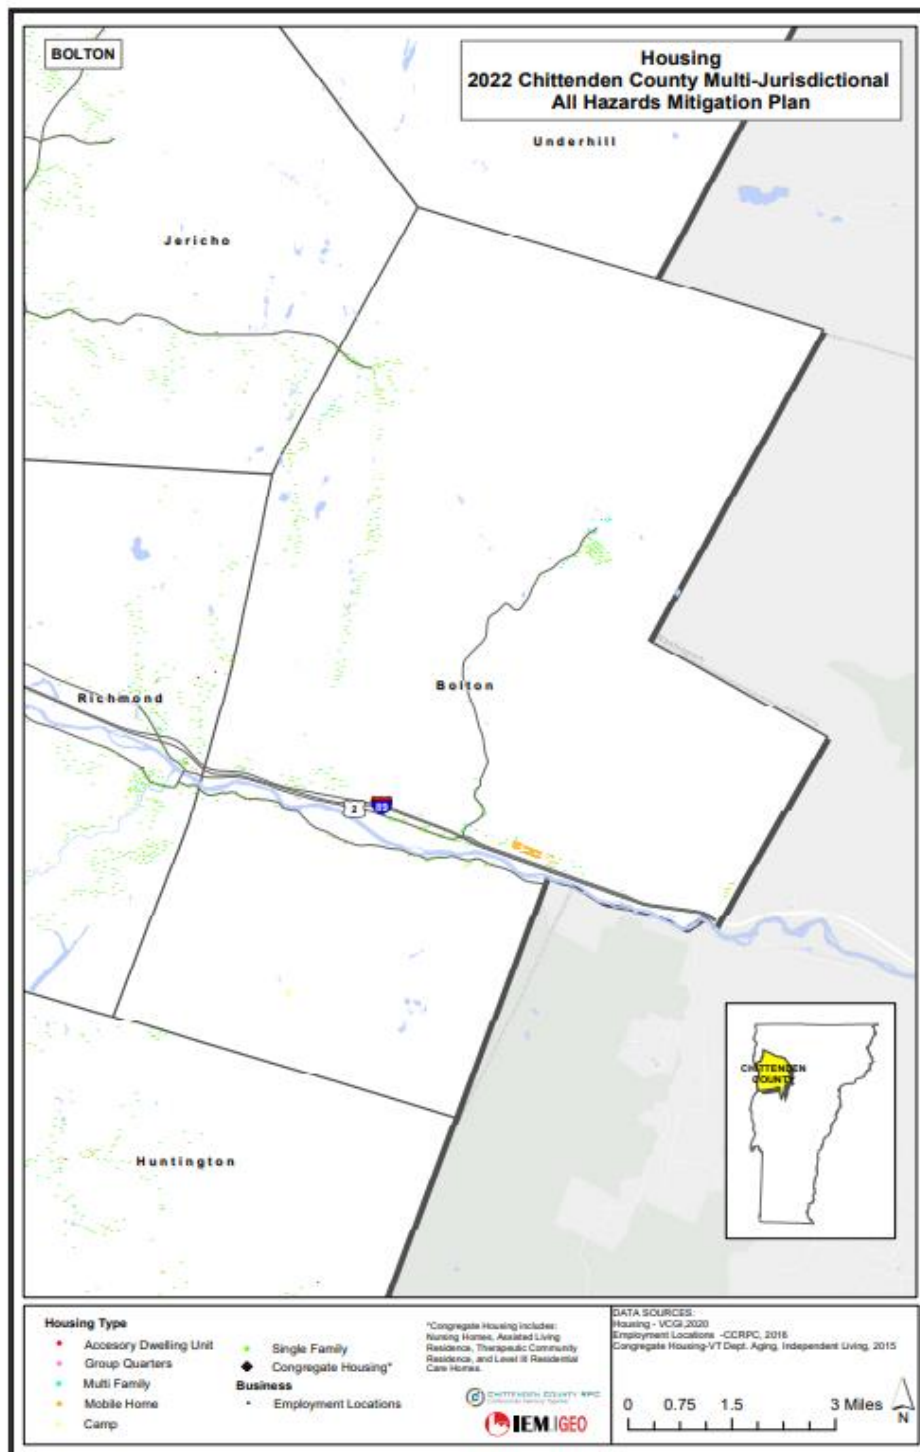 BOLTON
Housing
2022 Chittenden County Multi-Jurisdictional
All Hazards Mitigation Plan
Underhill
Jericho
Bolton
Richmond
2
89
Huntington
CHITTENDEN
COUNTY
Housing Type
Accesory Dwelling Unit
Group Quarters
Multi Family
Mobile Home
Camp
Single Family
Congregate Housing*
Business
Employment Locations
*Congregate Housing includes:
Nursing Homes, Assisted Living
Residence, Therapeutic Community
Residence, and Level III Residential
Care Homes.
CHITTENDEN COUNTY RPC
IEM IGEO
DATA SOURCES:
Housing - VCGI,2020
Employment Locations -CCRPC, 2016
Congregate Housing-VT Dept. Aging, Independent Living, 2015
0 0.75 1.5 3 Miles
N